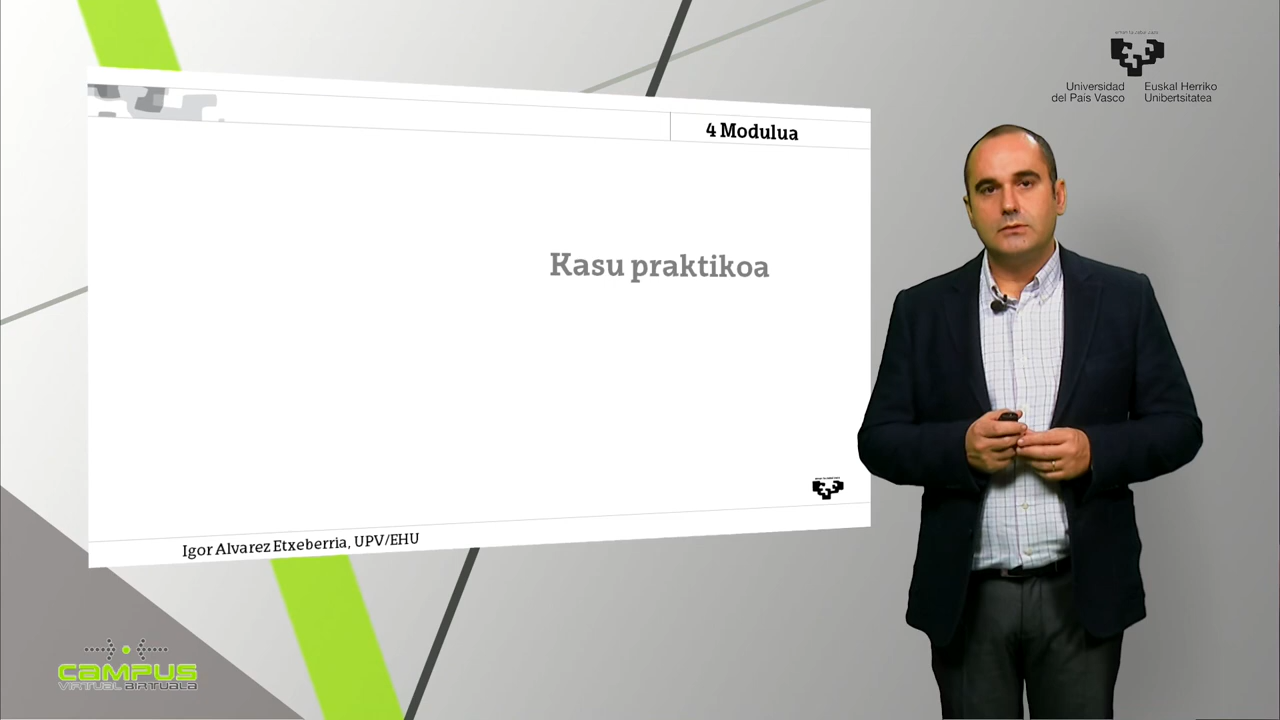 Universidad
del País Vasco
Euskal Herriko
Unibertsitatea
4 Modulua
Kasu praktikoa
Igor Alvarez Etxeberria, UPV/EHU
CAMPUS
VIRTUAL BIRTUALA